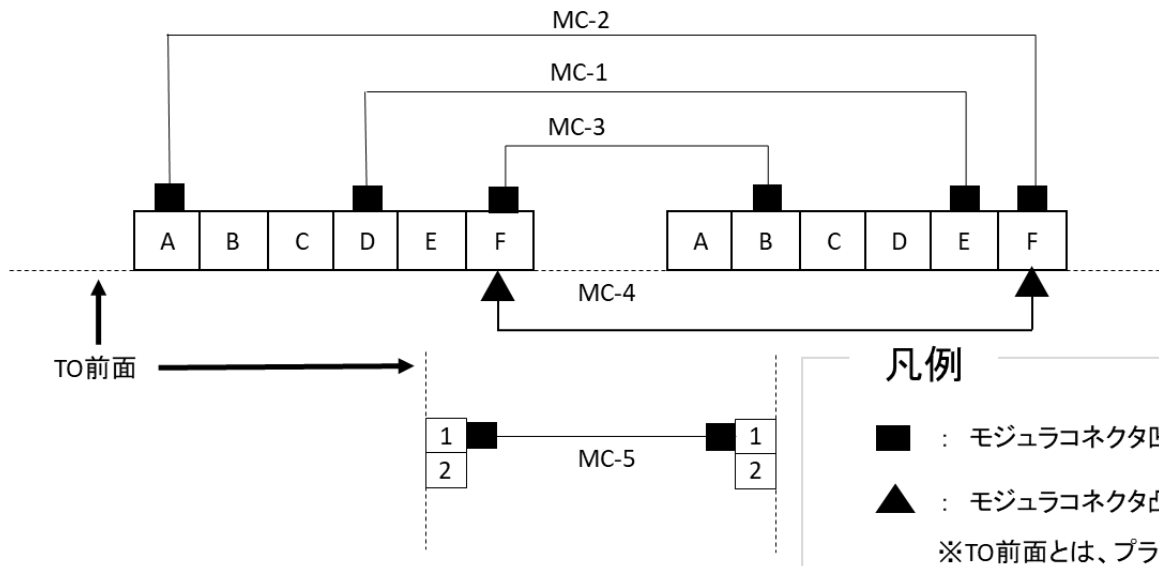 MC-2
MC-1
MC-3
A B C D E F
A B C D E F
MC-4
TO前面
凡例
1
2
MC-5
1
2
■ : モジュラコネクタ凹
▲ : モジュラコネクタ凸
※TO前面とは、プラ